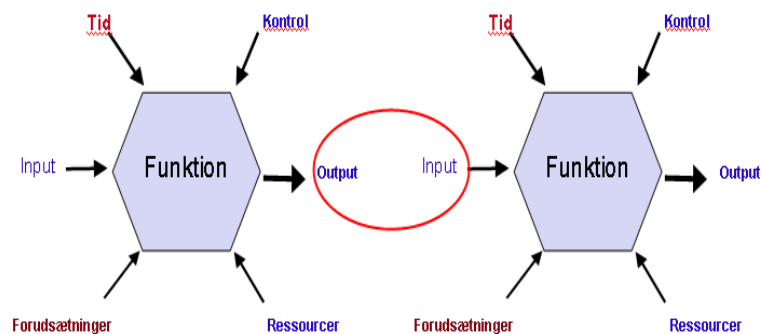 Tid
Kontrol
Input
Funktion
Output
Forudsætninger
Ressourcer
Tid
Kontrol
Input
Funktion
Output
Forudsætninger
Ressourcer